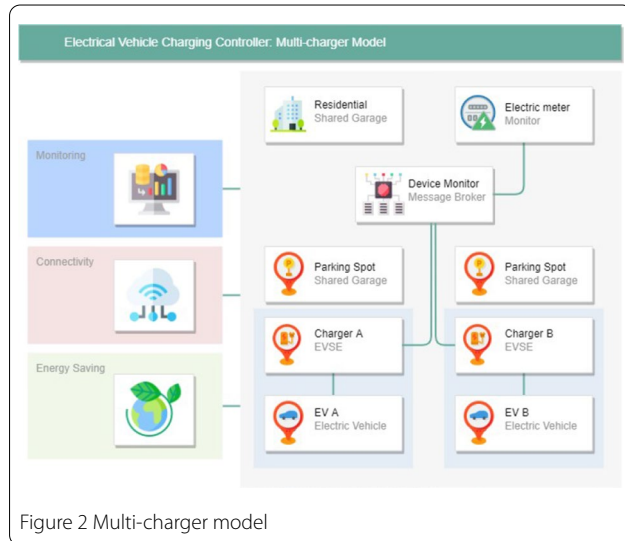 Electrical Vehicle Charging Controller: Multi-charger Model
Residential
Shared Garage
Electric meter
Monitor
Monitoring
Device Monitor
Message Broker
Connectivity
Parking Spot
Shared Garage
Parking Spot
Shared Garage
Charger A
EVSE
Charger B
EVSE
Energy Saving
EV A
Electric Vehicle
EV B
Electric Vehicle
Figure 2 Multi-charger model